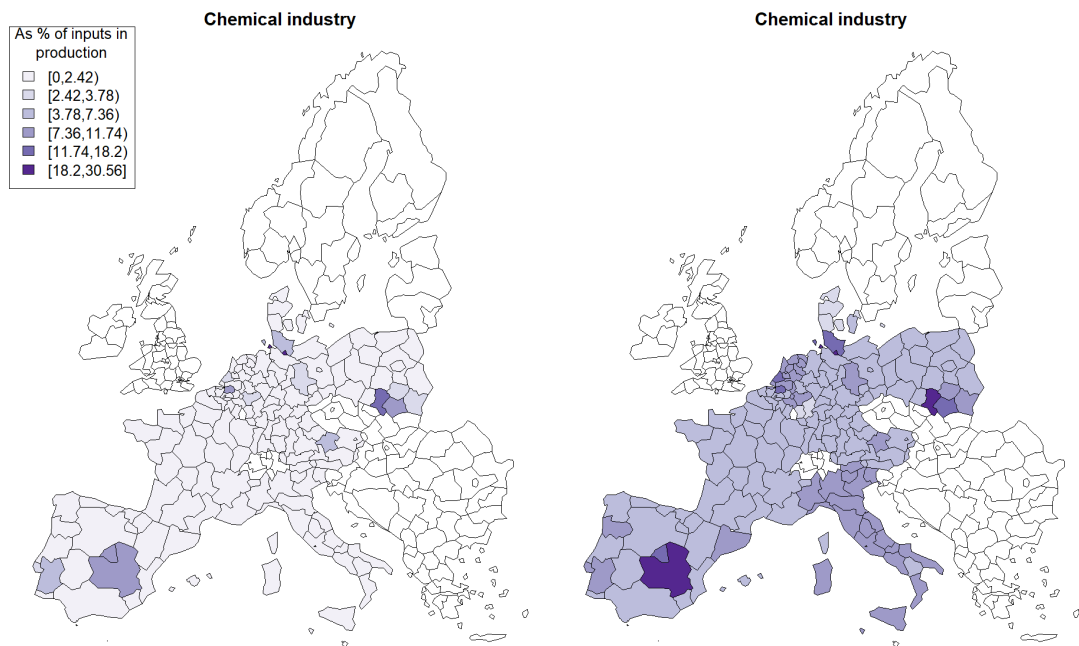 Chemical industry
Chemical industry
As % of inputs in
production
[0,2.42)
[2.42,3.78)
[3.78,7.36)
[7.36,11.74)
[11.74,18.2)
[18.2,30.56]